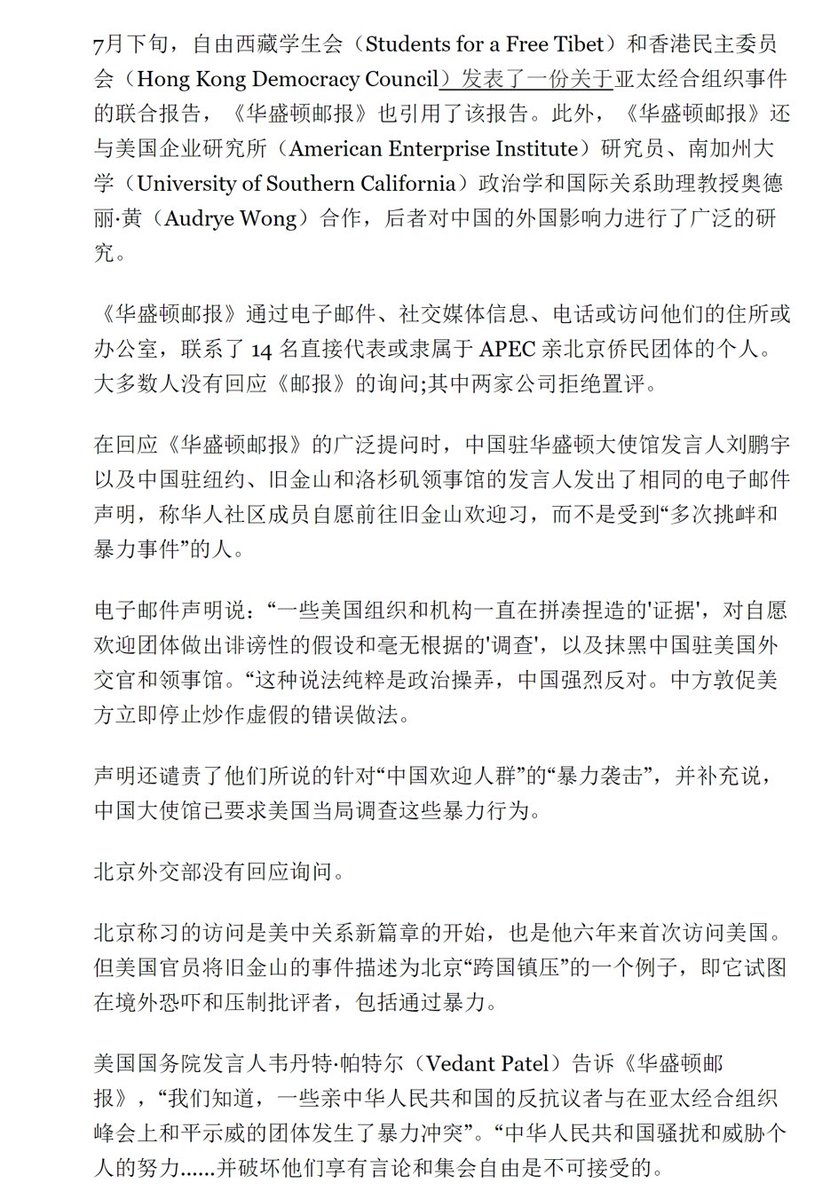 7月下旬，自由西藏学生会（Students for a Free Tibet）和香港民主委员
会（Hong Kong Democracy Council）发表了一份关于亚太经合组织事件
的联合报告，《华盛顿邮报》也引用了该报告。此外，《华盛顿邮报》还
与美国企业研究所（American Enterprise Institute）研究员、南加州大
学（University of Southern California）政治学和国际关系助理教授奥德
丽·黄（Audrye Wong）合作，后者对中国的外国影响力进行了广泛的研
究。
《华盛顿邮报》通过电子邮件、社交媒体信息、电话或访问他们的住所或
办公室，联系了 14 名直接代表或隶属于 APEC 亲北京侨民团体的个人。
大多数人没有回应《邮报》的询问;其中两家公司拒绝置评。
在回应《华盛顿邮报》的广泛提问时，中国驻华盛顿大使馆发言人刘鹏宇
以及中国驻纽约、旧金山和洛杉矶领事馆的发言人发出了相同的电子邮件
声明，称华人社区成员自愿前往旧金山欢迎习，而不是受到“多次挑衅和
暴力事件”的人。
电子邮件声明说：“一些美国组织和机构一直在拼凑捏造的'证据'，对自愿
欢迎团体做出诽谤性的假设和毫无根据的'调查'，以及抹黑中国驻美国外
交官和领事馆。“这种说法纯粹是政治操弄，中国强烈反对。中方敦促美
方立即停止炒作虚假的错误做法。
声明还谴责了他们所说的针对“中国欢迎人群”的“暴力袭击”，并补充说，
中国大使馆已要求美国当局调查这些暴力行为。
北京外交部没有回应询问。
北京称习的访问是美中关系新篇章的开始，也是他六年来首次访问美国。
但美国官员将旧金山的事件描述为北京“跨国镇压”的一个例子，即它试图
在境外恐吓和压制批评者，包括通过暴力。
美国国务院发言人韦丹特·帕特尔（Vedant Patel）告诉《华盛顿邮
报》，“我们知道，一些亲中华人民共和国的反抗议者与在亚太经合组织
峰会上和平示威的团体发生了暴力冲突”。“中华人民共和国骚扰和威胁个
人的努力......并破坏他们享有言论和集会自由是不可接受的。